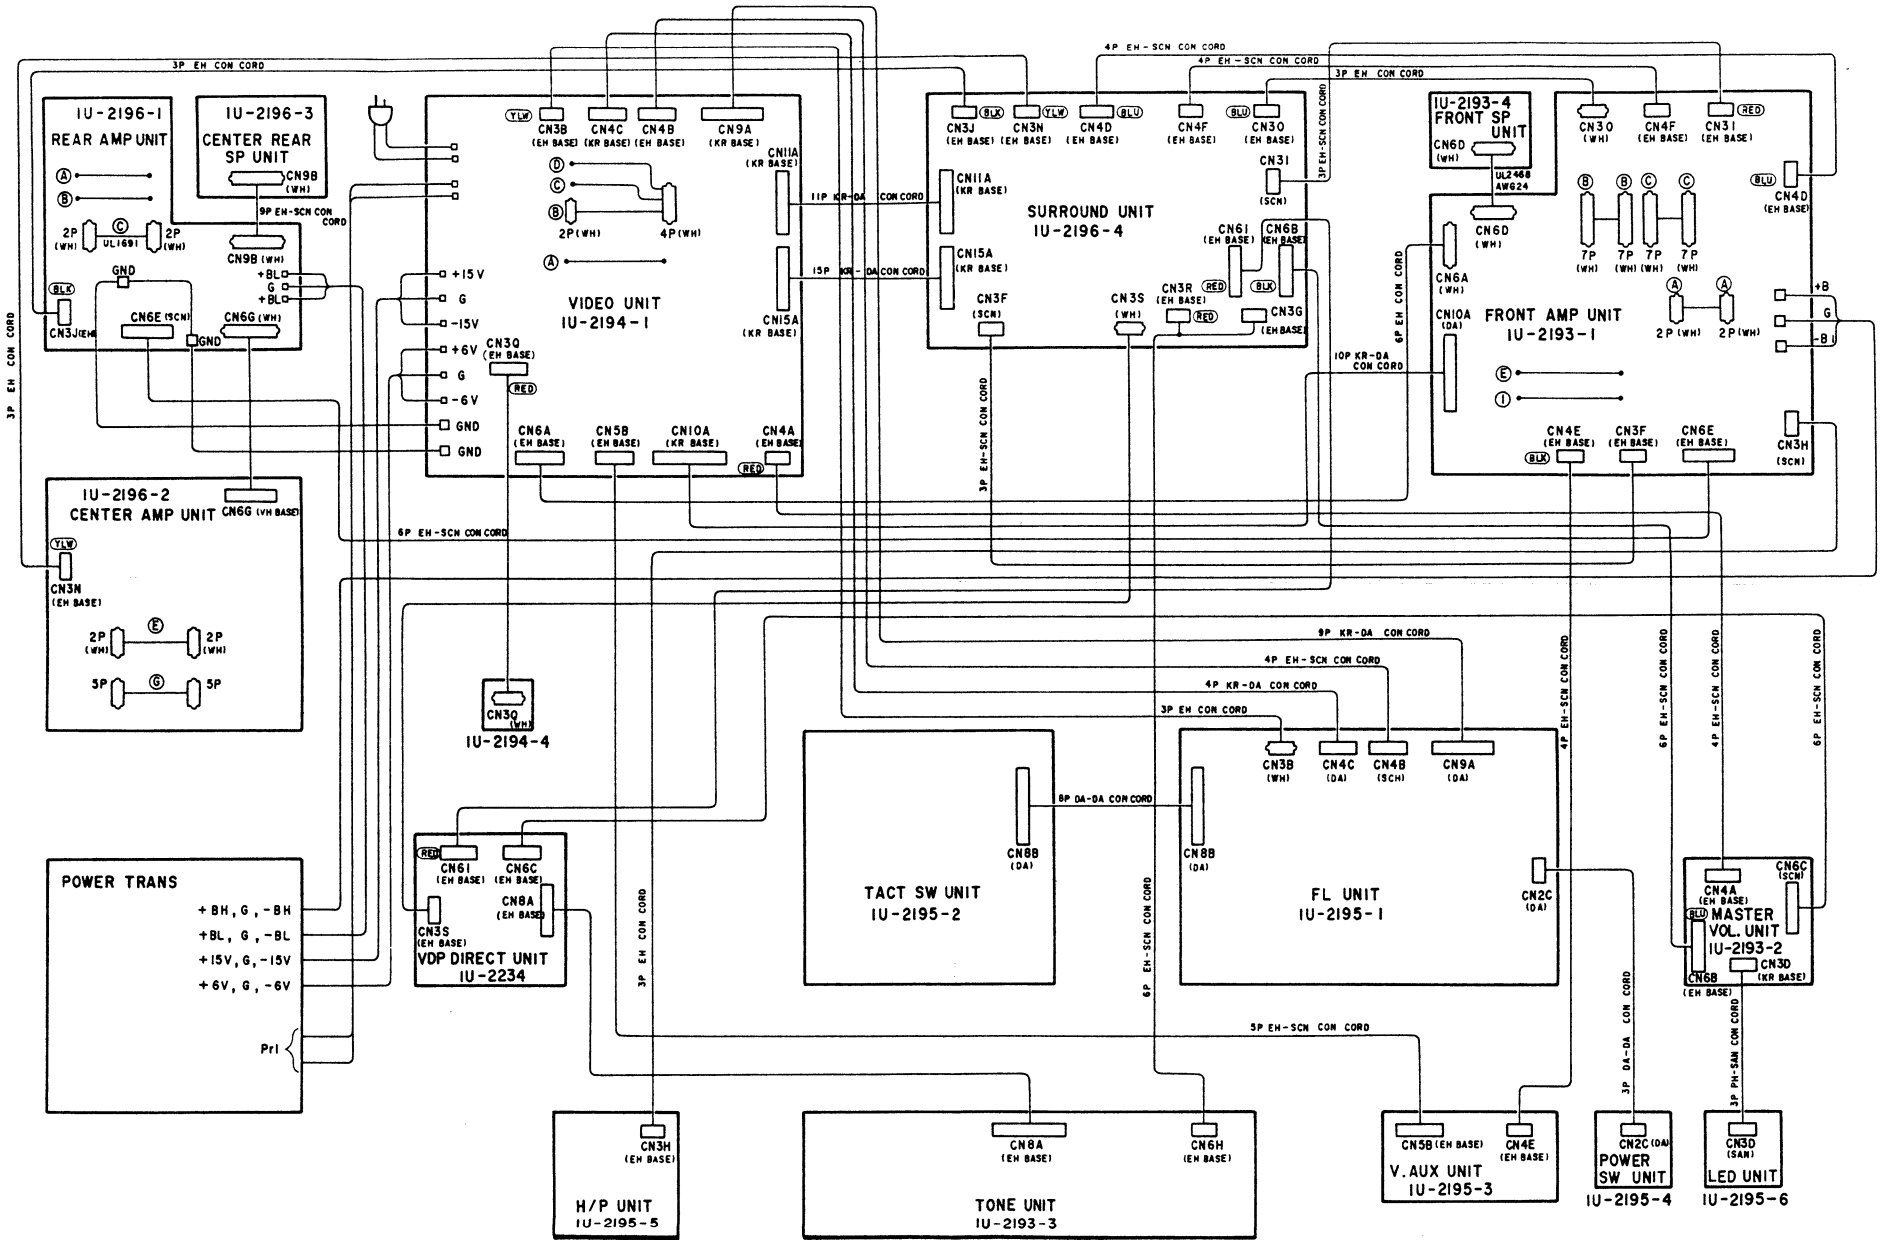 4P EH-SCN CON CORD
4P EH-SCN CON CORD
3P EH CON CORD
3P EH CON CORD
3P EH-SCN CON CORD
3P EH CON CORD
1U-2196-1
REAR AMP UNIT
A
B
2P
(WH)
C
UL1691
2P
(WH)
GND
BLK
CN3J(EH)
CN6E (SCN)
CN6G (WH)
GND
+BL
G
+BL
CN9B (WH)
9P EH-SCN CON
CORD
1U-2196-3
CENTER REAR
SP UNIT
CN9B
(WH)
1U-2196-2
CENTER AMP UNIT
CN6G (VH BASE)
YLW
CN3N
(EH BASE)
2P
(WH)
E
2P
(WH)
5P
G
5P
POWER TRANS
+BH, G, -BH
+BL, G, -BL
+15V, G, -15V
+6V, G, -6V
Pri
YLW
CN3B
(EH BASE)
CN4C
(KR BASE)
CN4B
(EH BASE)
CN9A
(KR BASE)
D
C
B
2P(WH)
4P(WH)
A
CN11A
(KR BASE)
CN15A
(KR BASE)
VIDEO UNIT
1U-2194-1
+15V
G
-15V
+6V
G
-6V
GND
GND
CN3Q
(EH BASE)
RED
CN6A
(EH BASE)
CN5B
(EH BASE)
CN10A
(KR BASE)
CN4A
(EH BASE)
RED
11P KR-DA CON CORD
15P KR-DA CON CORD
6P EH-SCN CON CORD
CN3Q
(WH)
1U-2194-4
CN3J
(EH BASE)
BLK
CN3N
(EH BASE)
YLW
CN4D
(EH BASE)
BLU
CN4F
(EH BASE)
BLU
CN3O
(EH BASE)
CN3I
(SCN)
CN11A
(KR BASE)
CN15A
(KR BASE)
SURROUND UNIT
1U-2196-4
CN6I
(EH BASE)
CN6B
(EH BASE)
RED
BLK
CN3F
(SCN)
CN3S
(WH)
CN3R
(EH BASE)
RED
CN3G
(EH BASE)
3P EH-SCN CON CORD
6P EH CON CORD
10P KR-DA
CON CORD
1U-2193-4
FRONT SP
UNIT
CN6D
(WH)
UL2468
AWG24
CN6D
(WH)
CN3O
(WH)
CN4F
(EH BASE)
CN3I
(EH BASE)
RED
BLU
CN4D
(EH BASE)
B
B
C
C
7P
(WH)
7P
(WH)
7P
(WH)
7P
(WH)
A
A
2P(WH)
2P(WH)
CN6A
(WH)
CN10A
(DA)
FRONT AMP UNIT
1U-2193-1
+B
G
-B
E
I
CN4E
(EH BASE)
BLK
CN3F
(EH BASE)
CN6E
(EH BASE)
CN3H
(SCN)
9P KR-DA CON CORD
4P EH-SCN CON CORD
4P KR-DA CON CORD
3P EH CON CORD
4P EH-SCN CON CORD
6P EH-SCN CON CORD
4P EH-SCN CON CORD
6P EH-SCN CON CORD
RED
CN6I
(EH BASE)
CN6C
(EH BASE)
CN8A
(EH BASE)
CN3S
(EH BASE)
VDP DIRECT UNIT
1U-2234
3P EH CON CORD
CN8B
(DA)
TACT SW UNIT
1U-2195-2
8P DA-DA CON CORD
6P EH-SCN CON CORD
CN3B
(WH)
CN4C
(DA)
CN4B
(SCH)
CN9A
(DA)
CN8B
(DA)
FL UNIT
1U-2195-1
CN2C
(DA)
CN4A
(EH BASE)
CN6C
(SCN)
BLU
MASTER
VOL. UNIT
1U-2193-2
CN6B
(EH BASE)
CN3D
(KR BASE)
5P EH-SCN CON CORD
3P DA-DA CON CORD
3P PH-SAN CON CORD
CN3H
(EH BASE)
H/P UNIT
1U-2195-5
CN8A
(EH BASE)
CN6H
(EH BASE)
TONE UNIT
1U-2193-3
CN5B (EH BASE)
CN4E
(EH BASE)
V. AUX UNIT
1U-2195-3
CN2C (DA)
POWER
SW UNIT
1U-2195-4
CN3D
(SAN)
LED UNIT
1U-2195-6